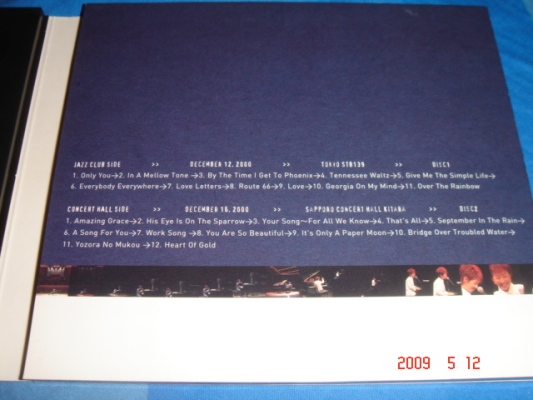 JAZZ CLUB SIDE >> DECEMBER 12, 2000 >> TOKYO STB139 >> DISC1
1. Only You→2. In A Mellow Tone→3. By The Time I Get To Phoenix→4. Tennessee Waltz→5. Give Me The Simple Life→
6. Everybody Everywhere→7. Love Letters→8. Route 66→9. Love→10. Georgia On My Mind→11. Over The Rainbow
CONCERT HALL SIDE >> DECEMBER 16, 2000 >> SAPPORO CONCERT HALL KITARA >> DISC2
1. Amazing Grace→2. His Eye Is On The Sparrow→3. Your Song~For All We Know→4. That's All→5. September In The Rain→
6. A Song For You→7. Work Song→8. You Are So Beautiful→9. It's Only A Paper Moon→10. Bridge Over Troubled Water→
11. Yozora No Mukou→12. Heart Of Gold
2009 5 12